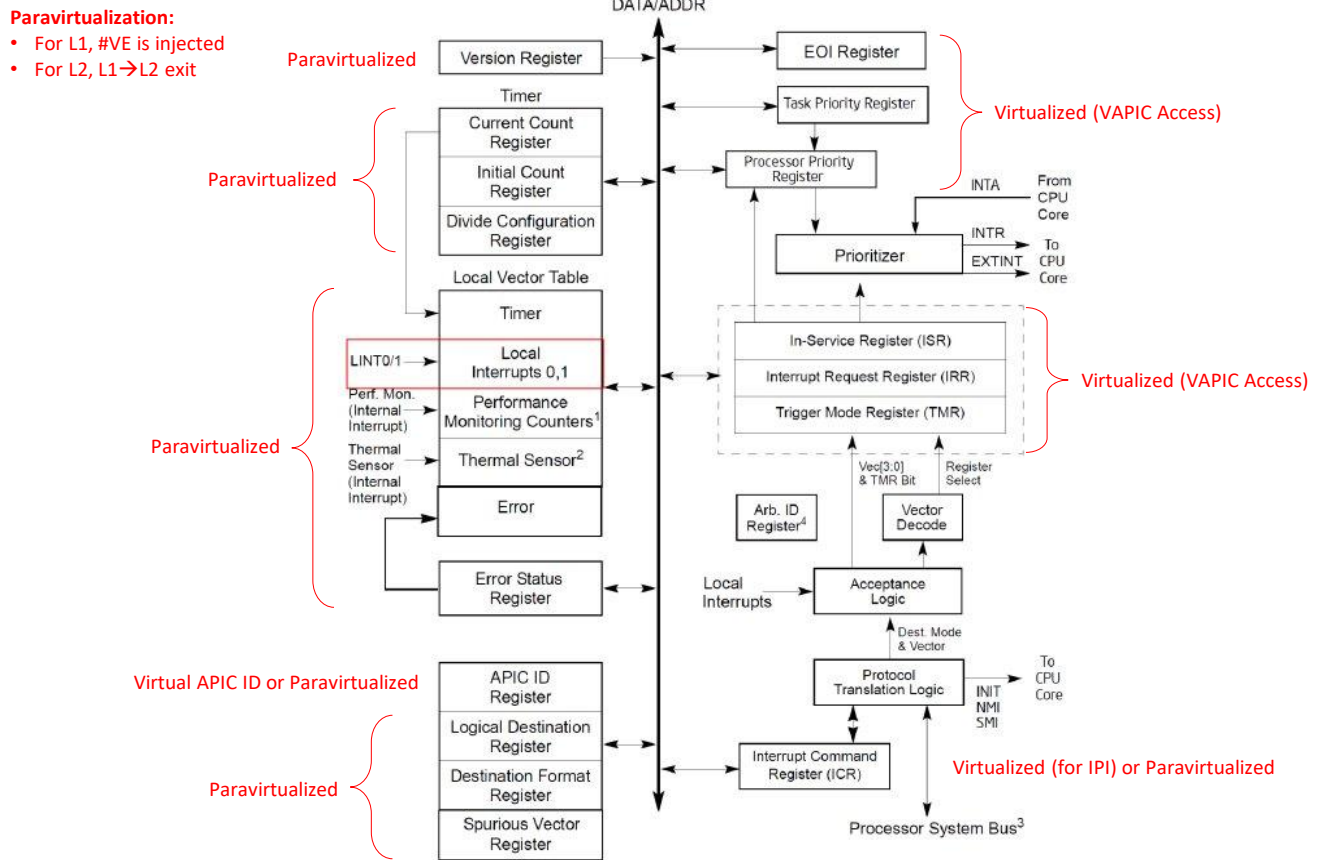 DATA/ADDR
Paravirtualization:
• For L1, #VE is injected
• For L2, L1→L2 exit
Paravirtualized
Version Register
EOI Register
Timer
Task Priority Register
Virtualized (VAPIC Access)
Current Count
Register
Initial Count
Register
Divide Configuration
Register
Paravirtualized
Processor Priority
Register
INTA
From
CPU
Core
Prioritizer
INTR
EXTINT
To
CPU
Core
Local Vector Table
Timer
LINT0/1
Local
Interrupts 0,1
Perf. Mon.
(Internal
Interrupt)
Performance
Monitoring Counters1
Thermal
Sensor
(Internal
Interrupt)
Thermal Sensor2
Error
Paravirtualized
Error Status
Register
In-Service Register (ISR)
Interrupt Request Register (IRR)
Trigger Mode Register (TMR)
Virtualized (VAPIC Access)
Vec[3:0]
& TMR Bit
Register
Select
Arb. ID
Register4
Vector
Decode
Local
Interrupts
Acceptance
Logic
Dest. Mode
& Vector
Protocol
Translation Logic
To
CPU
Core
INIT
NMI
SMI
Virtual APIC ID or Paravirtualized
APIC ID
Register
Logical Destination
Register
Destination Format
Register
Spurious Vector
Register
Paravirtualized
Interrupt Command
Register (ICR)
Virtualized (for IPI) or Paravirtualized
Processor System Bus3